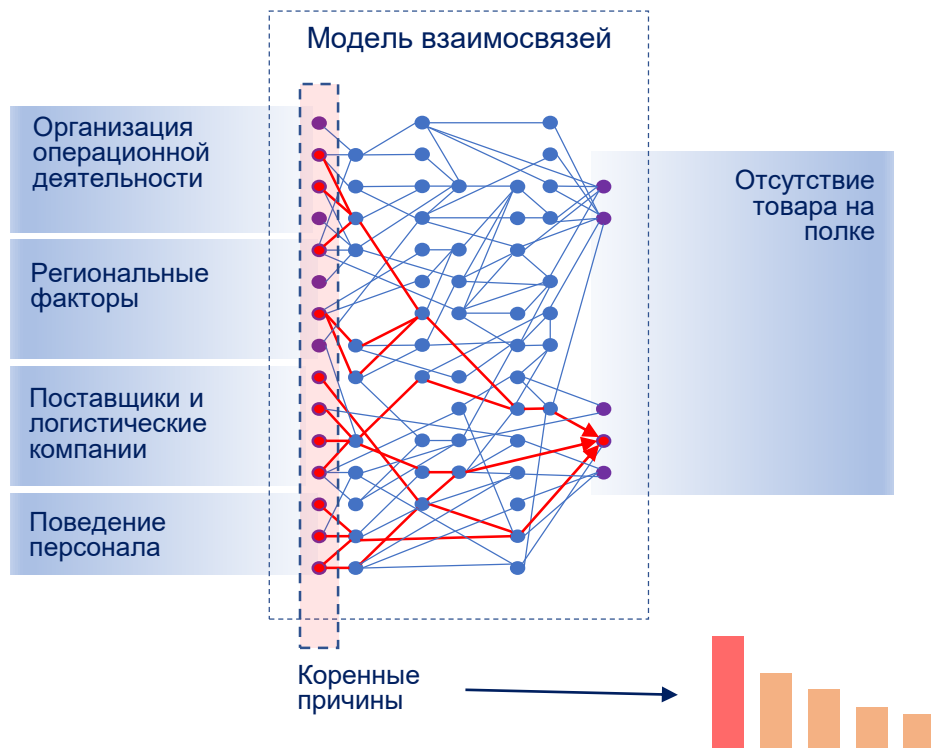 Модель взаимосвязей
Организация
операционной
деятельности
Региональные
факторы
Поставщики и
логистические
компании
Поведение
персонала
Отсутствие
товара на
полке
Коренные
причины